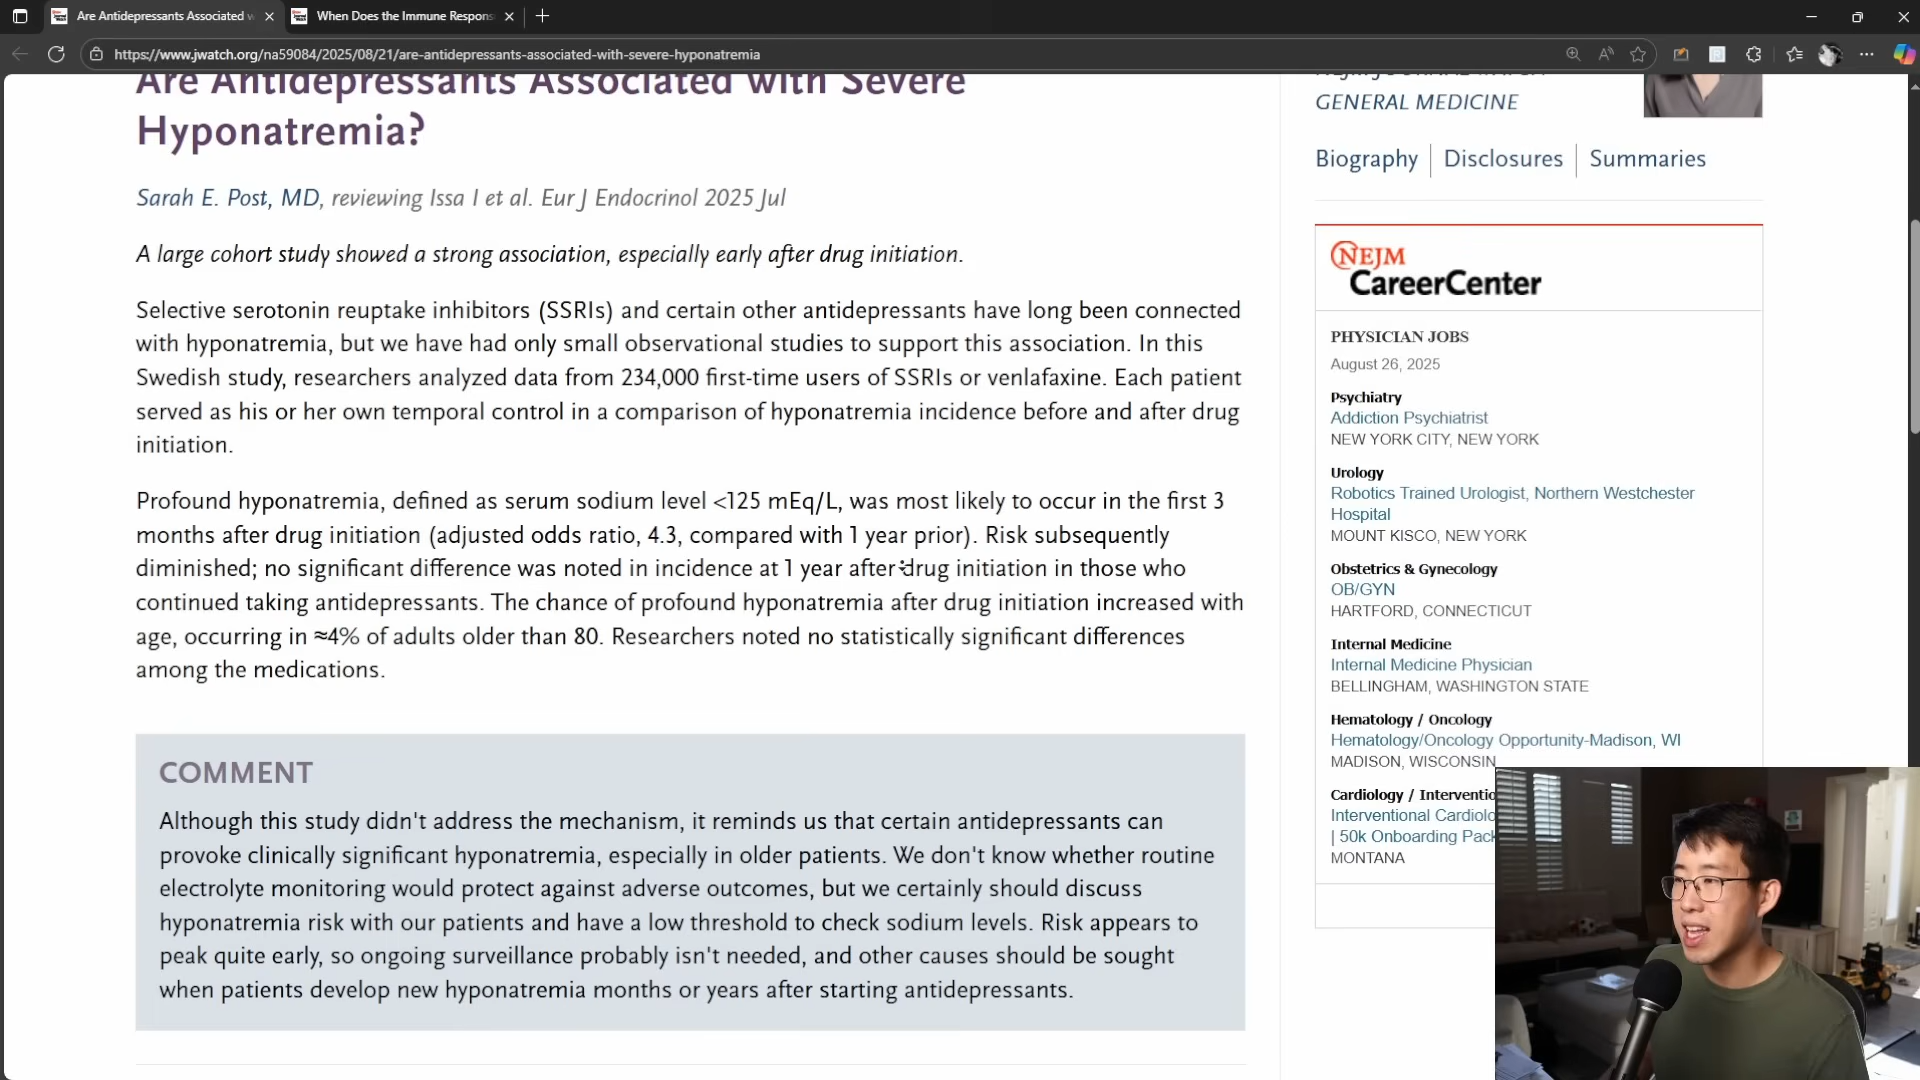 Are Antidepressants Associated w
When Does the Immune Respons
https://www.jwatch.org/na59084/2025/08/21/are-antidepressants-associated-with-severe-hyponatremia
Are Antidepressants Associated with Severe
Hyponatremia?
Sarah E. Post, MD, reviewing Issa I et al. Eur J Endocrinol 2025 Jul
A large cohort study showed a strong association, especially early after drug initiation.
Selective serotonin reuptake inhibitors (SSRIs) and certain other antidepressants have long been connected
with hyponatremia, but we have had only small observational studies to support this association. In this
Swedish study, researchers analyzed data from 234,000 first-time users of SSRIs or venlafaxine. Each patient
served as his or her own temporal control in a comparison of hyponatremia incidence before and after drug
initiation.
Profound hyponatremia, defined as serum sodium level <125 mEq/L, was most likely to occur in the first 3
months after drug initiation (adjusted odds ratio, 4.3, compared with 1 year prior). Risk subsequently
diminished; no significant difference was noted in incidence at 1 year after drug initiation in those who
continued taking antidepressants. The chance of profound hyponatremia after drug initiation increased with
age, occurring in ≈4% of adults older than 80. Researchers noted no statistically significant differences
among the medications.
COMMENT
Although this study didn't address the mechanism, it reminds us that certain antidepressants can
provoke clinically significant hyponatremia, especially in older patients. We don't know whether routine
electrolyte monitoring would protect against adverse outcomes, but we certainly should discuss
hyponatremia risk with our patients and have a low threshold to check sodium levels. Risk appears to
peak quite early, so ongoing surveillance probably isn't needed, and other causes should be sought
when patients develop new hyponatremia months or years after starting antidepressants.
NEJM JOURNAL WATCH
GENERAL MEDICINE
Biography
Disclosures
Summaries
NEJM
CareerCenter
PHYSICIAN JOBS
August 26, 2025
Psychiatry
Addiction Psychiatrist
NEW YORK CITY, NEW YORK
Urology
Robotics Trained Urologist, Northern Westchester
Hospital
MOUNT KISCO, NEW YORK
Obstetrics & Gynecology
OB/GYN
HARTFORD, CONNECTICUT
Internal Medicine
Internal Medicine Physician
BELLINGHAM, WASHINGTON STATE
Hematology / Oncology
Hematology/Oncology Opportunity-Madison, WI
MADISON, WISCONSIN
Cardiology / Interventio
Interventional Cardiolo
| 50k Onboarding Pack
MONTANA